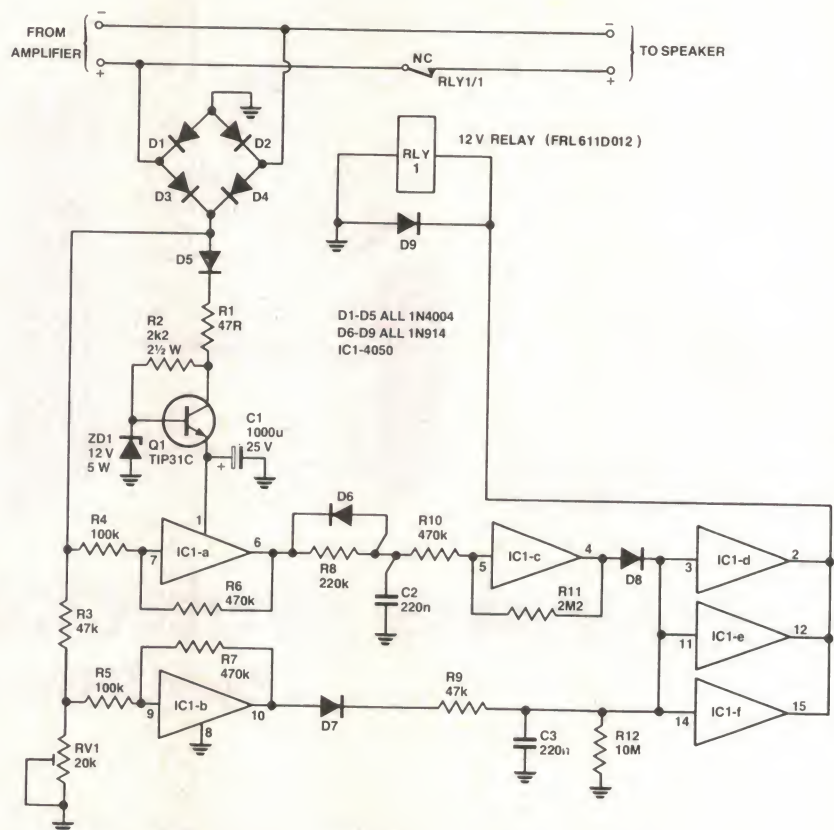 FROM
AMPLIFIER
−
+
NC
RLY1/1
−
+
TO SPEAKER
D1
D2
D3
D4
RLY
1
12 V RELAY (FRL611D012)
D9
D5
R1
47R
D1-D5 ALL 1N4004
D6-D9 ALL 1N914
IC1-4050
R2
2k2
2½ W
ZD1
12 V
5 W
Q1
TIP31C
C1
1000u
25 V
+
1
R4
100k
7
IC1-a
6
R6
470k
D6
R8
220k
C2
220n
R10
470k
5
IC1-c
4
R11
2M2
D8
3
IC1-d
2
R3
47k
R5
100k
R7
470k
9
IC1-b
10
8
D7
R9
47k
C3
220n
R12
10M
11
IC1-e
12
14
IC1-f
15
RV1
20k